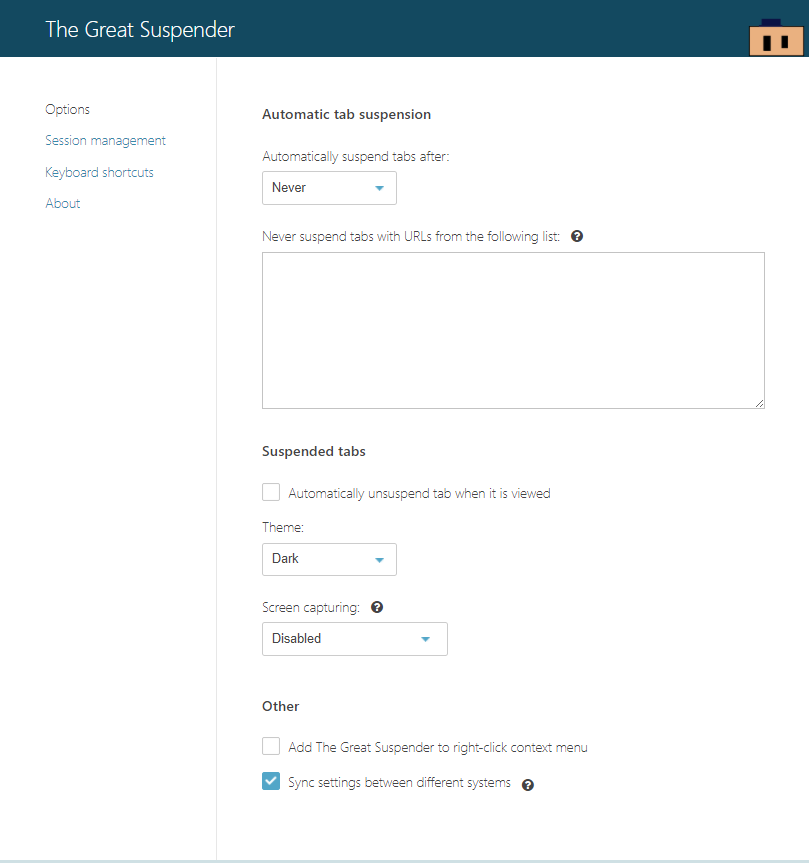 The Great Suspender
Options
Session management
Keyboard shortcuts
About
Automatic tab suspension
Automatically suspend tabs after:
Never
Never suspend tabs with URLs from the following list: ?
Suspended tabs
Automatically unsuspend tab when it is viewed
Theme:
Dark
Screen capturing: ?
Disabled
Other
Add The Great Suspender to right-click context menu
Sync settings between different systems ?